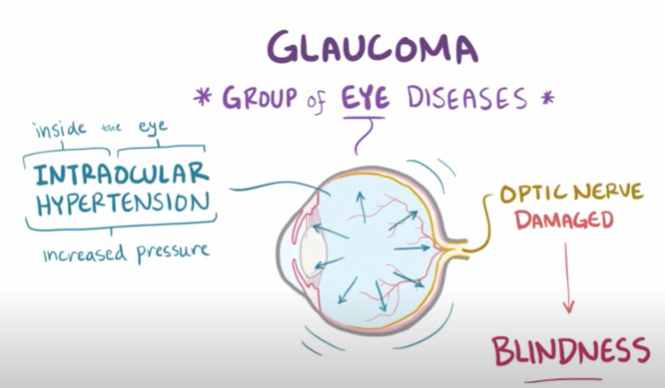 GLAUCOMA
* GROUP of EYE DISEASES *
inside the eye
INTRAOCULAR
HYPERTENSION
increased pressure
OPTIC NERVE
DAMAGED
BLINDNESS